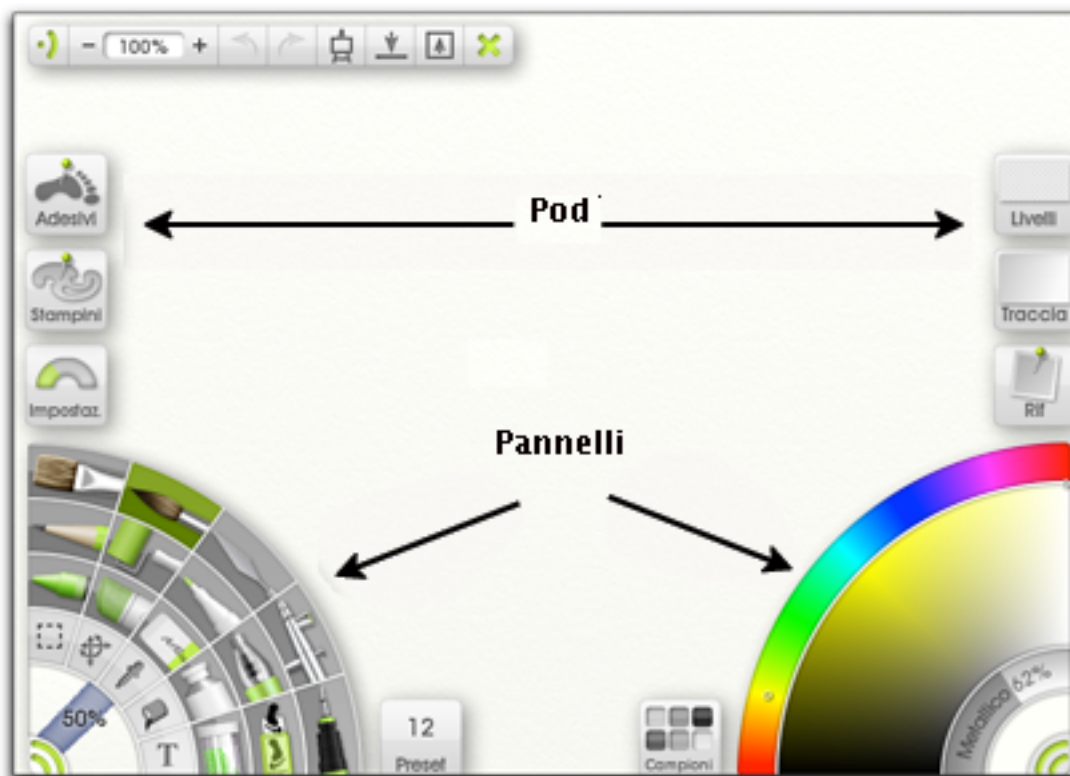 100%
Adesivi
Pod
Livelli
Stampini
Traccia
Impostaz.
Rif
Pannelli
50%
T
12
Preset
Campioni
Metallico 62%